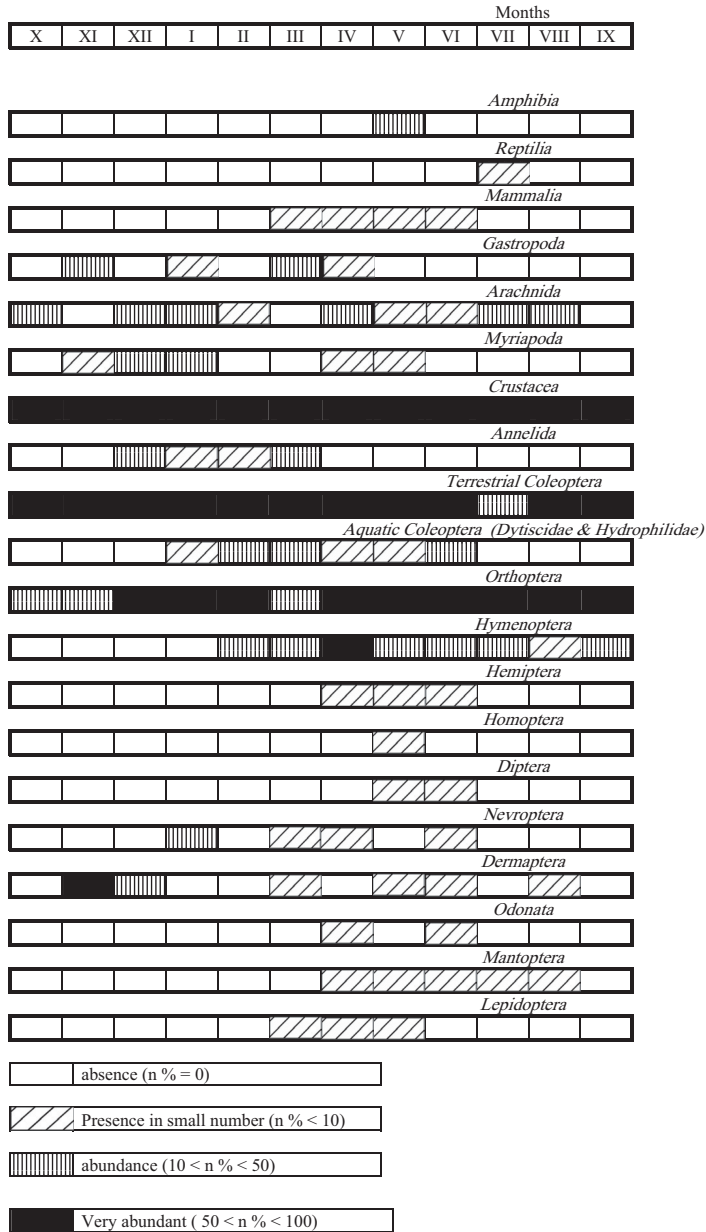 Months
X XI XII I II III IV V VI VII VIII IX
Amphibia
Reptilia
Mammalia
Gastropoda
Arachnida
Myriapoda
Crustacea
Annelida
Terrestrial Coleoptera
Aquatic Coleoptera (Dytiscidae & Hydrophilidae)
Orthoptera
Hymenoptera
Hemiptera
Homoptera
Diptera
Nevroptera
Dermaptera
Odonata
Mantoptera
Lepidoptera
absence (n % = 0)
Presence in small number (n % < 10)
abundance (10 < n % < 50)
Very abundant ( 50 < n % < 100)